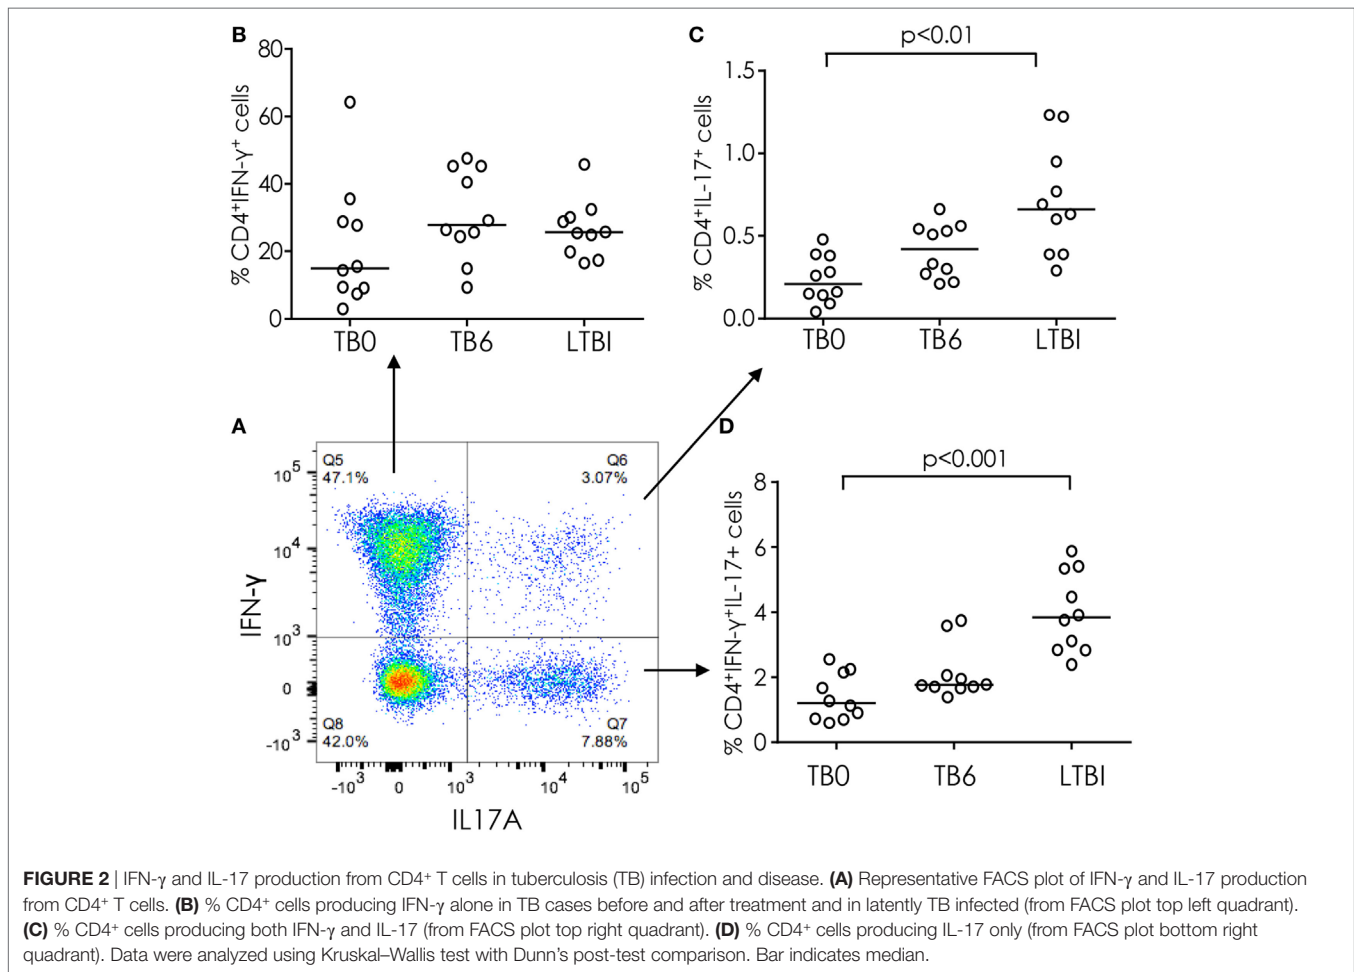 B
80
60
40
20
0
% CD4⁺IFN-γ⁺ cells
TB0 TB6 LTBI
C
p<0.01
1.5
1.0
0.5
0.0
% CD4⁺IL-17⁺ cells
TB0 TB6 LTBI
A
Q5
47.1%
Q6
3.07%
Q8
42.0%
Q7
7.88%
10⁵
10⁴
10³
0
-10³
IFN-γ
-10³ 0 10³ 10⁴ 10⁵
IL17A
D
p<0.001
8
6
4
2
0
% CD4⁺IFN-γ⁺IL-17+ cells
TB0 TB6 LTBI
FIGURE 2 | IFN-γ and IL-17 production from CD4⁺ T cells in tuberculosis (TB) infection and disease. (A) Representative FACS plot of IFN-γ and IL-17 production
from CD4⁺ T cells. (B) % CD4⁺ cells producing IFN-γ alone in TB cases before and after treatment and in latently TB infected (from FACS plot top left quadrant).
(C) % CD4⁺ cells producing both IFN-γ and IL-17 (from FACS plot top right quadrant). (D) % CD4⁺ cells producing IL-17 only (from FACS plot bottom right
quadrant). Data were analyzed using Kruskal–Wallis test with Dunn's post-test comparison. Bar indicates median.